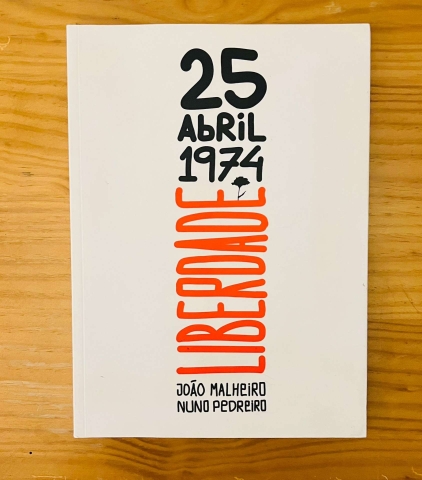 25
AbRiL
1974
LIBERDADE
JOÃO MALHEIRO
NUNO PEDREIRO